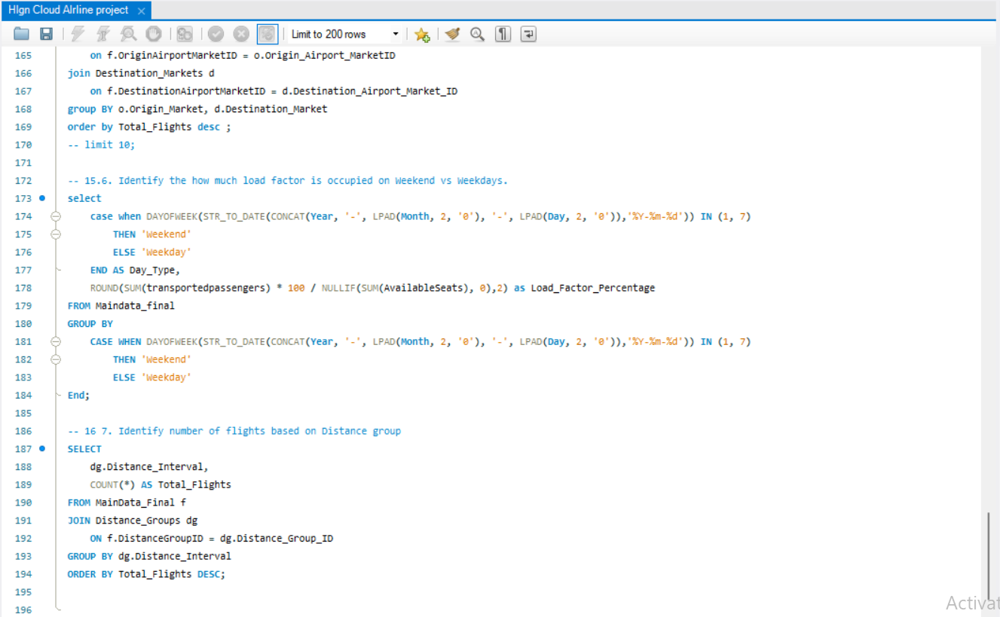 HIgn Cloud AIrline project
Limit to 200 rows
165 on f.OriginAirportMarketID = o.Origin_Airport_MarketID
166 join Destination_Markets d
167 on f.DestinationAirportMarketID = d.Destination_Airport_Market_ID
168 group BY o.Origin_Market, d.Destination_Market
169 order by Total_Flights desc ;
170 -- limit 10;
171
172 -- 15.6. Identify the how much load factor is occupied on Weekend vs Weekdays.
173 select
174 case when DAYOFWEEK(STR_TO_DATE(CONCAT(Year, '-', LPAD(Month, 2, '0'), '-', LPAD(Day, 2, '0')),'%Y-%m-%d')) IN (1, 7)
175 THEN 'Weekend'
176 ELSE 'Weekday'
177 END AS Day_Type,
178 ROUND(SUM(transportedpassengers) * 100 / NULLIF(SUM(AvailableSeats), 0),2) as Load_Factor_Percentage
179 FROM Maindata_final
180 GROUP BY
181 CASE WHEN DAYOFWEEK(STR_TO_DATE(CONCAT(Year, '-', LPAD(Month, 2, '0'), '-', LPAD(Day, 2, '0')),'%Y-%m-%d')) IN (1, 7)
182 THEN 'Weekend'
183 ELSE 'Weekday'
184 End;
185
186 -- 16 7. Identify number of flights based on Distance group
187 SELECT
188 dg.Distance_Interval,
189 COUNT(*) AS Total_Flights
190 FROM MainData_Final f
191 JOIN Distance_Groups dg
192 ON f.DistanceGroupID = dg.Distance_Group_ID
193 GROUP BY dg.Distance_Interval
194 ORDER BY Total_Flights DESC;
195
196
Activat